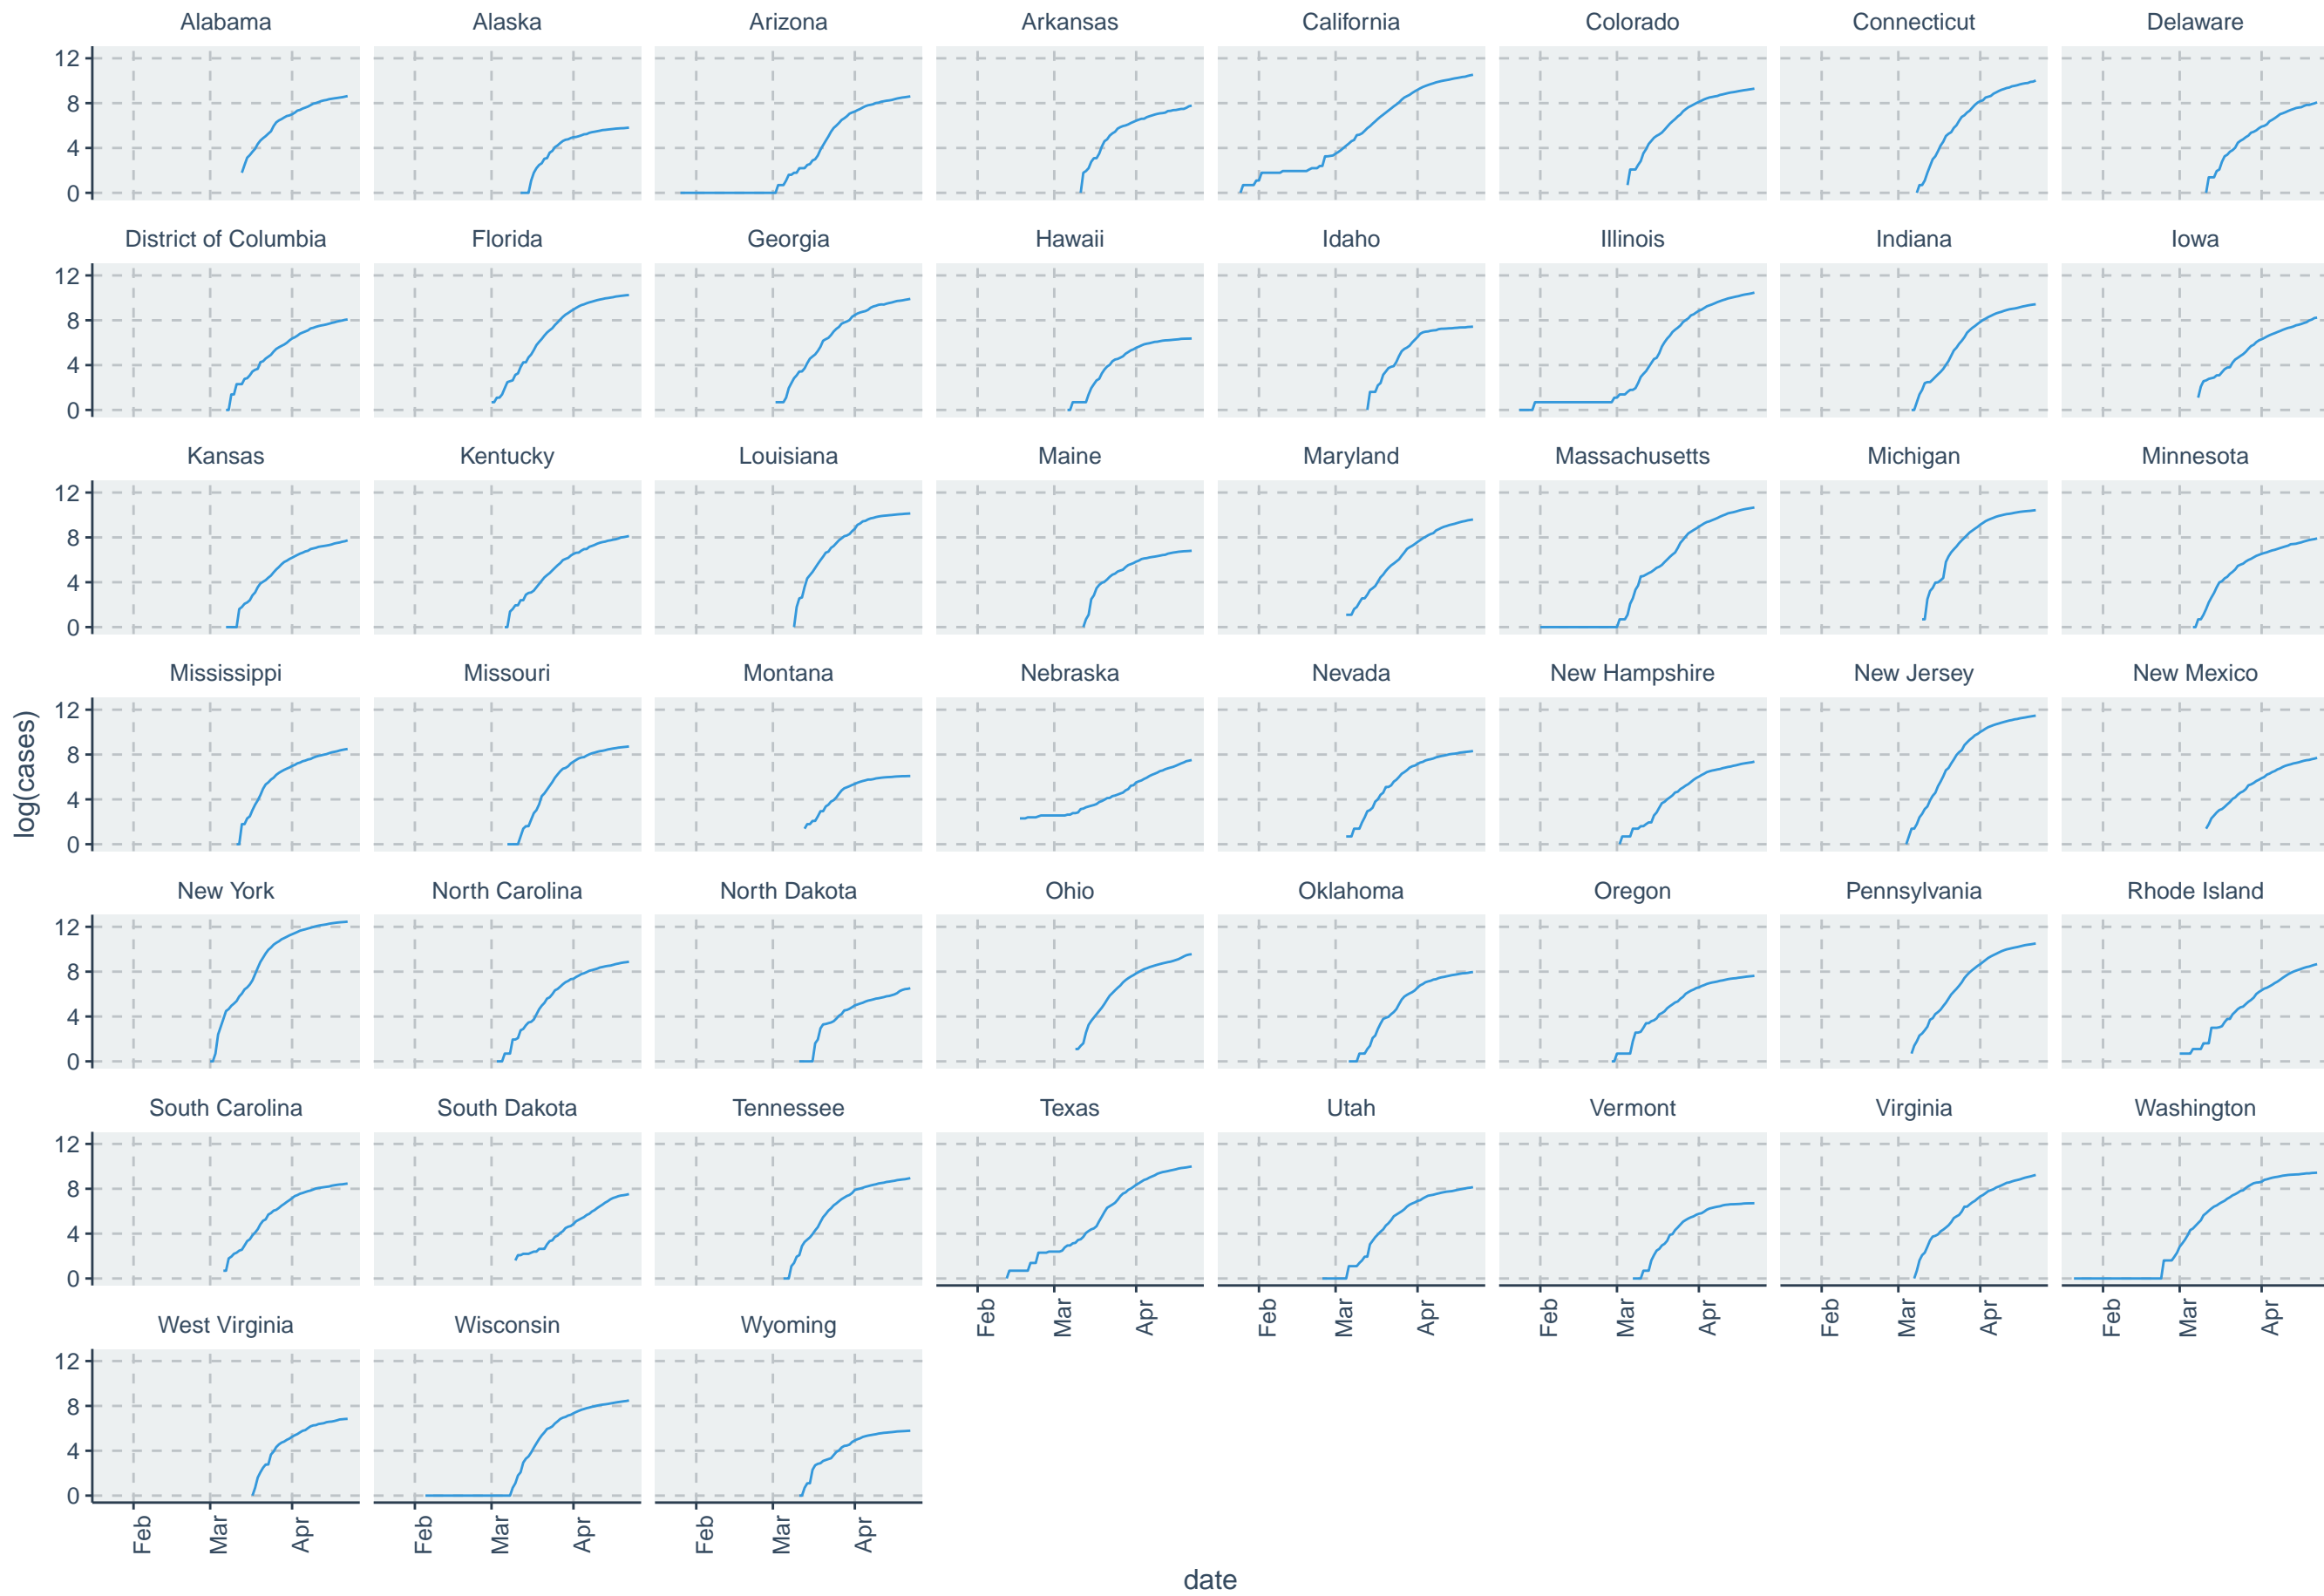 Alabama Alaska Arizona Arkansas California Colorado Connecticut Delaware
12
8
4
0
District of Columbia Florida Georgia Hawaii Idaho Illinois Indiana Iowa
12
8
4
0
Kansas Kentucky Louisiana Maine Maryland Massachusetts Michigan Minnesota
12
8
4
0
Mississippi Missouri Montana Nebraska Nevada New Hampshire New Jersey New Mexico
12
8
4
0
log(cases)
New York North Carolina North Dakota Ohio Oklahoma Oregon Pennsylvania Rhode Island
12
8
4
0
South Carolina South Dakota Tennessee Texas Utah Vermont Virginia Washington
12
8
4
0
Feb Mar Apr Feb Mar Apr Feb Mar Apr Feb Mar Apr Feb Mar Apr
West Virginia Wisconsin Wyoming
12
8
4
0
Feb Mar Apr Feb Mar Apr Feb Mar Apr
date